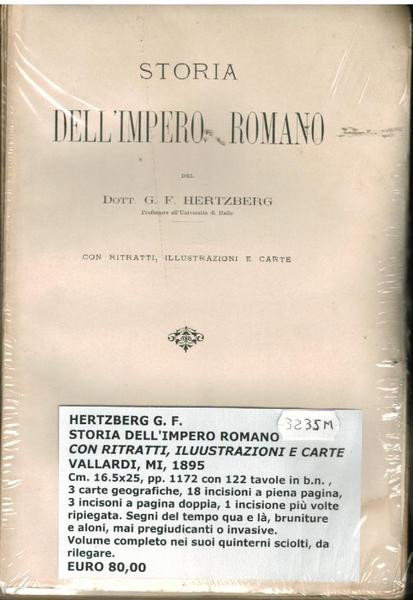 STORIA
DELL'IMPERO ROMANO
DEL
DOTT. G. F. HERTZBERG
Professore all'Università di Halle
CON RITRATTI, ILLUSTRAZIONI E CARTE
3235M
HERTZBERG G. F.
STORIA DELL'IMPERO ROMANO
CON RITRATTI, ILUUSTRAZIONI E CARTE
VALLARDI, MI, 1895
Cm. 16.5x25, pp. 1172 con 122 tavole in b.n. ,
3 carte geografiche, 18 incisioni a piena pagina,
3 incisoni a pagina doppia, 1 incisione più volte
ripiegata. Segni del tempo qua e là, bruniture
e aloni, mai pregiudicanti o invasive.
Volume completo nei suoi quinterni sciolti, da
rilegare.
EURO 80,00